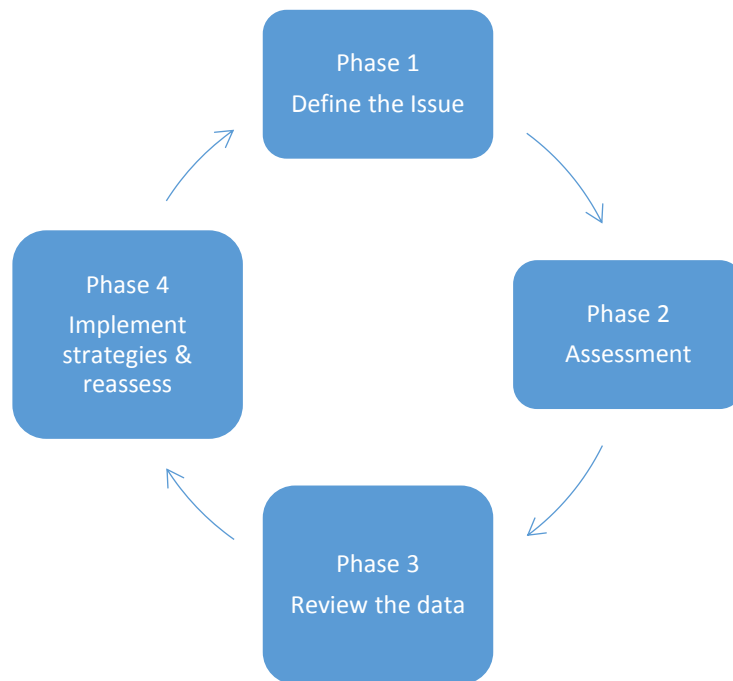 Phase 1
Define the Issue
Phase 2
Assessment
Phase 3
Review the data
Phase 4
Implement
strategies &
reassess